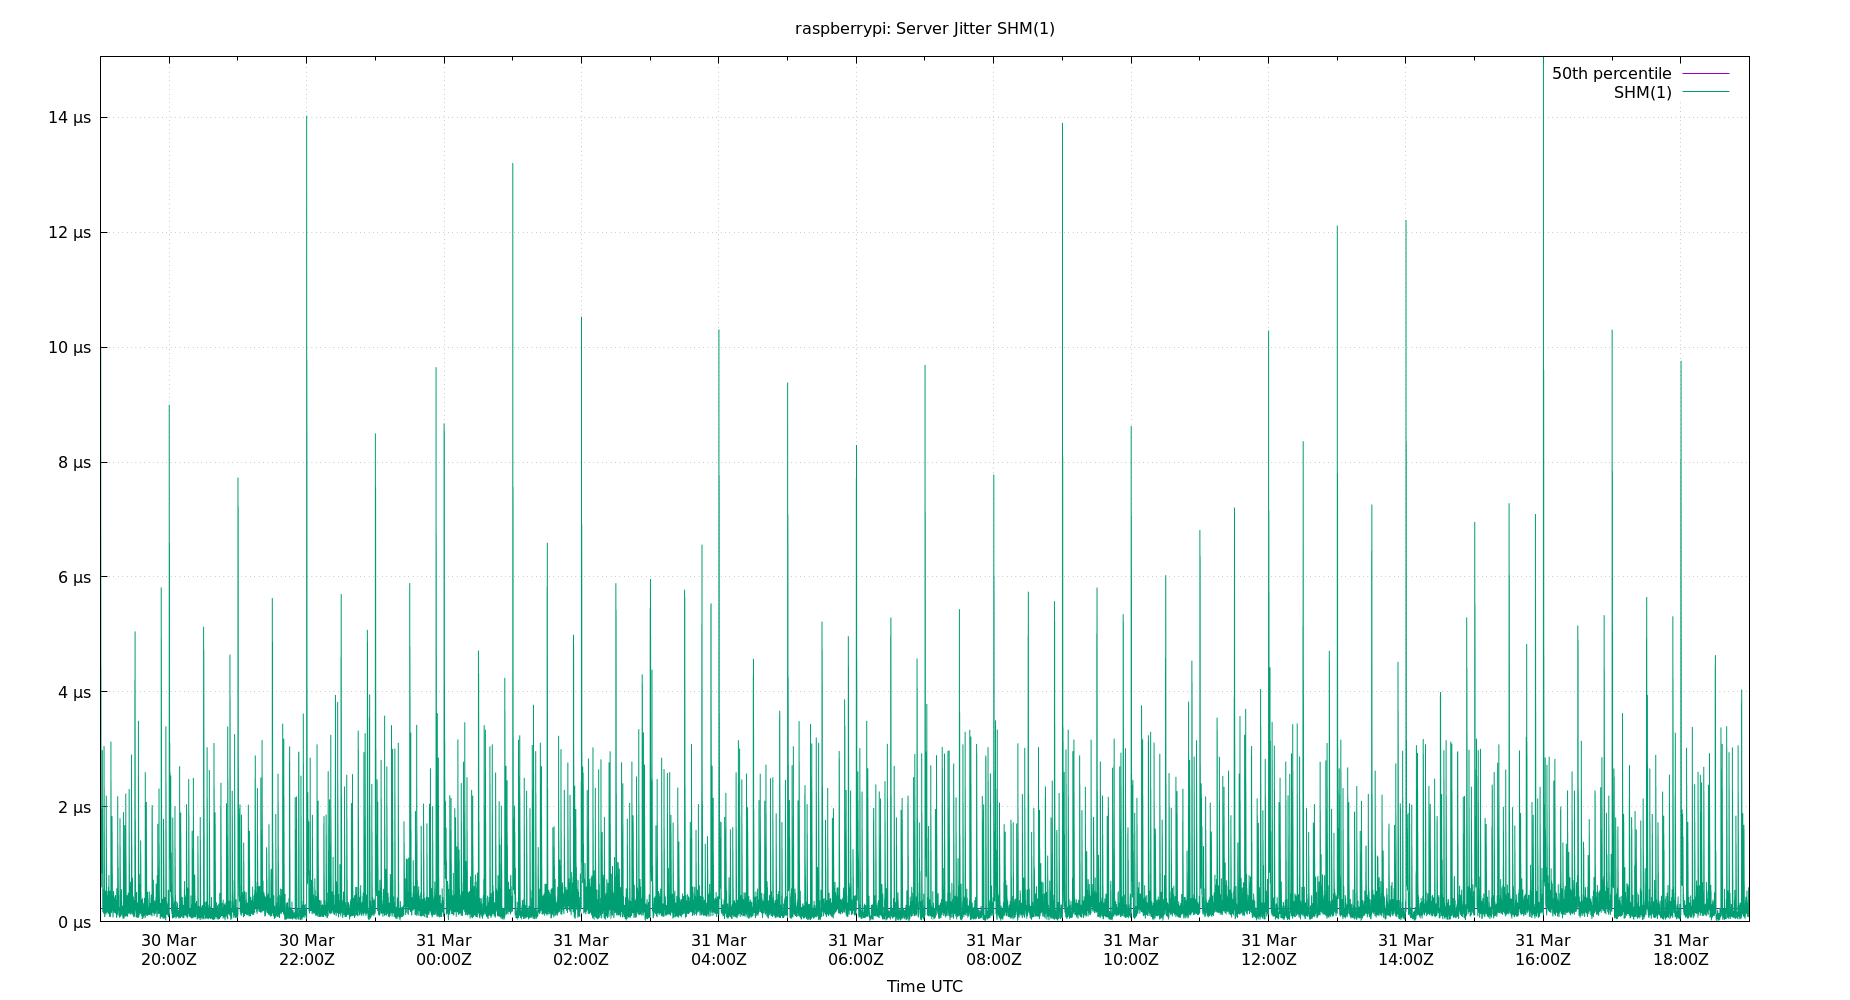 raspberrypi: Server Jitter SHM(1)
50th percentile
SHM(1)
14 µs
12 µs
10 µs
8 µs
6 µs
4 µs
2 µs
0 µs
30 Mar 30 Mar 31 Mar 31 Mar 31 Mar 31 Mar 31 Mar 31 Mar 31 Mar 31 Mar 31 Mar 31 Mar
20:00Z 22:00Z 00:00Z 02:00Z 04:00Z 06:00Z 08:00Z 10:00Z 12:00Z 14:00Z 16:00Z 18:00Z
Time UTC